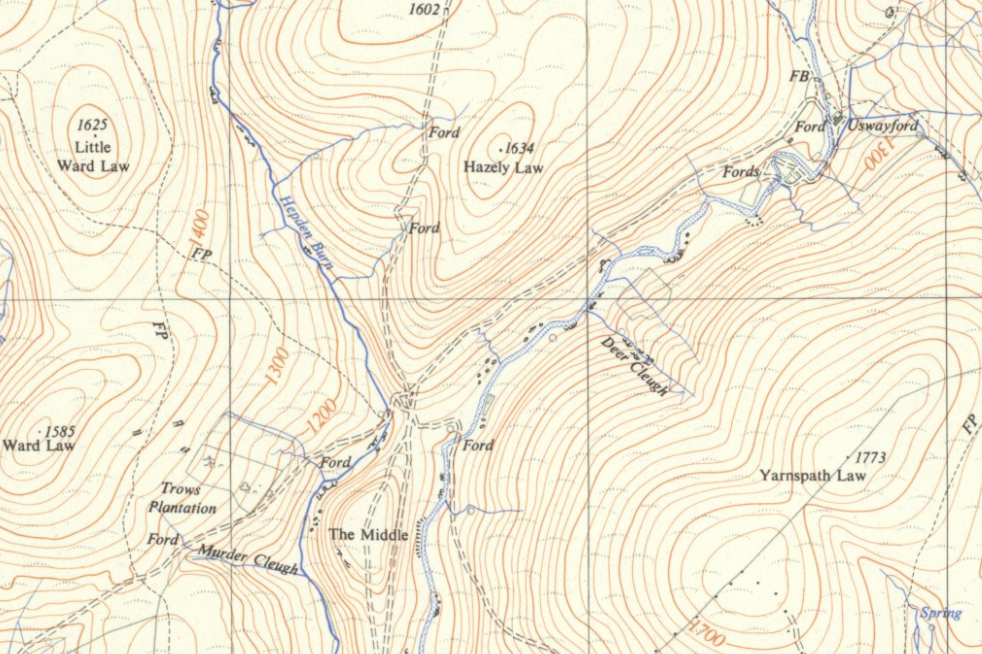 1602
FB
1625
Little
Ward Law
Ford
1634
Hazely Law
Ford
Uswayford
1300
Fords
1400
Hepden Burn
Ford
FP
FP
1300
Deer Cleugh
1200
1585
Ward Law
Ford
FP
Ford
1773
Yarnspath Law
Trows
Plantation
The Middle
Ford
Murder Cleugh
Spring
1700